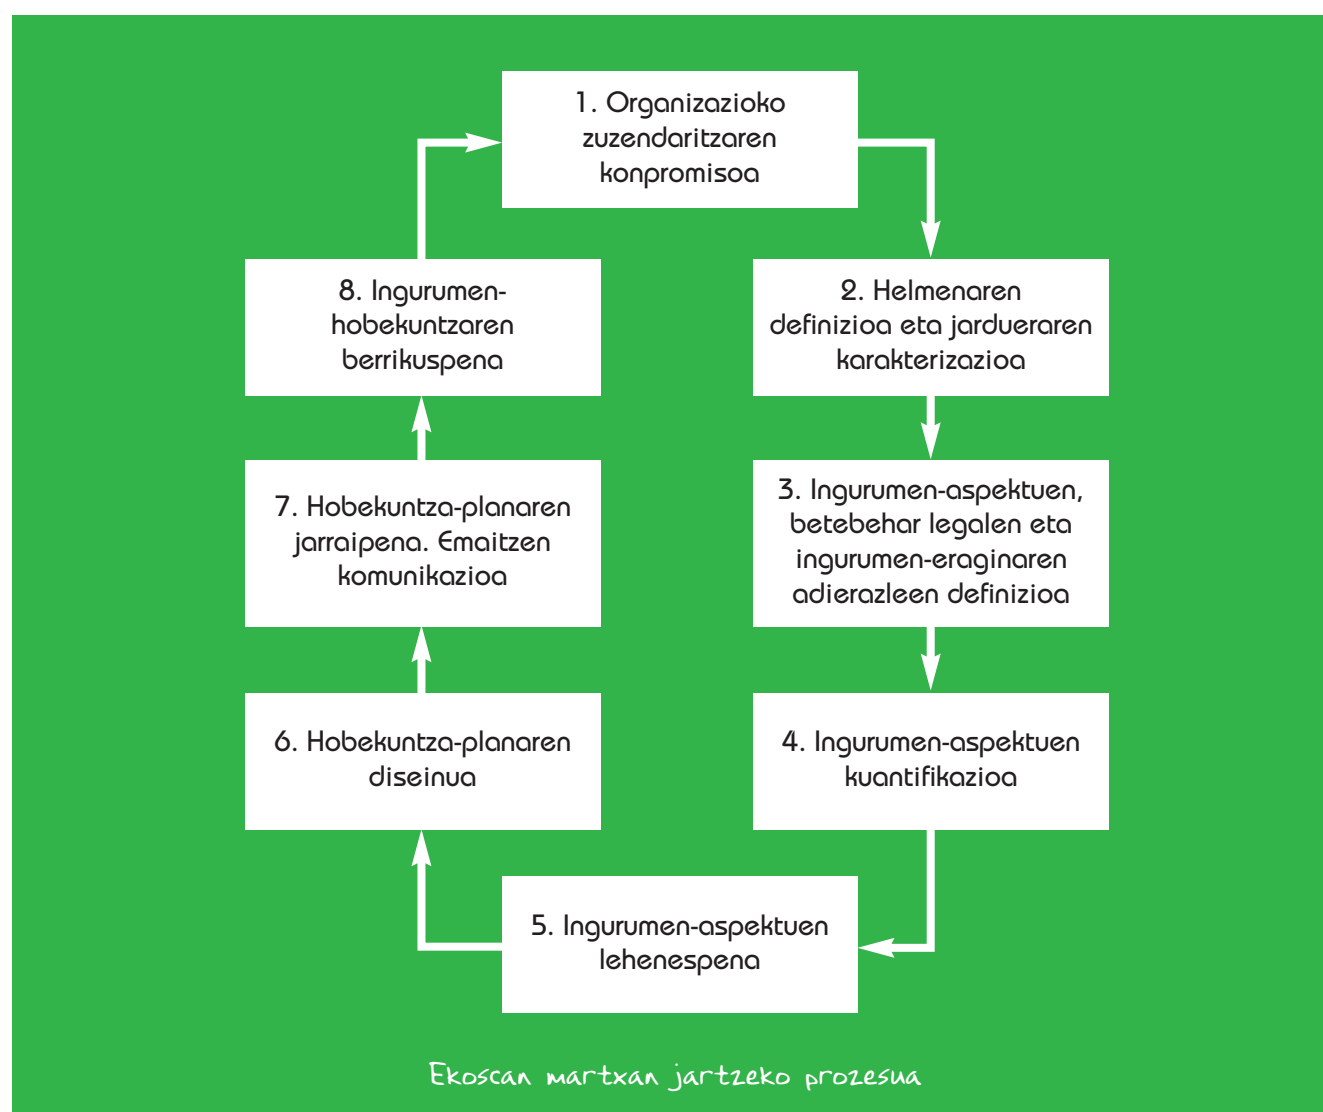 1. Organizazioko
zuzendaritzaren
konpromisoa
2. Helmenaren
definizioa eta jardueraren
karakterizazioa
3. Ingurumen-aspektuen,
betebehar legalen eta
ingurumen-eraginaren
adierazleen definizioa
4. Ingurumen-aspektuen
kuantifikazioa
5. Ingurumen-aspektuen
lehenespena
6. Hobekuntza-planaren
diseinua
7. Hobekuntza-planaren
jarraipena. Emaitzen
komunikazioa
8. Ingurumen-
hobekuntzaren
berrikuspena
Ekoscan martxan jartzeko prozesua